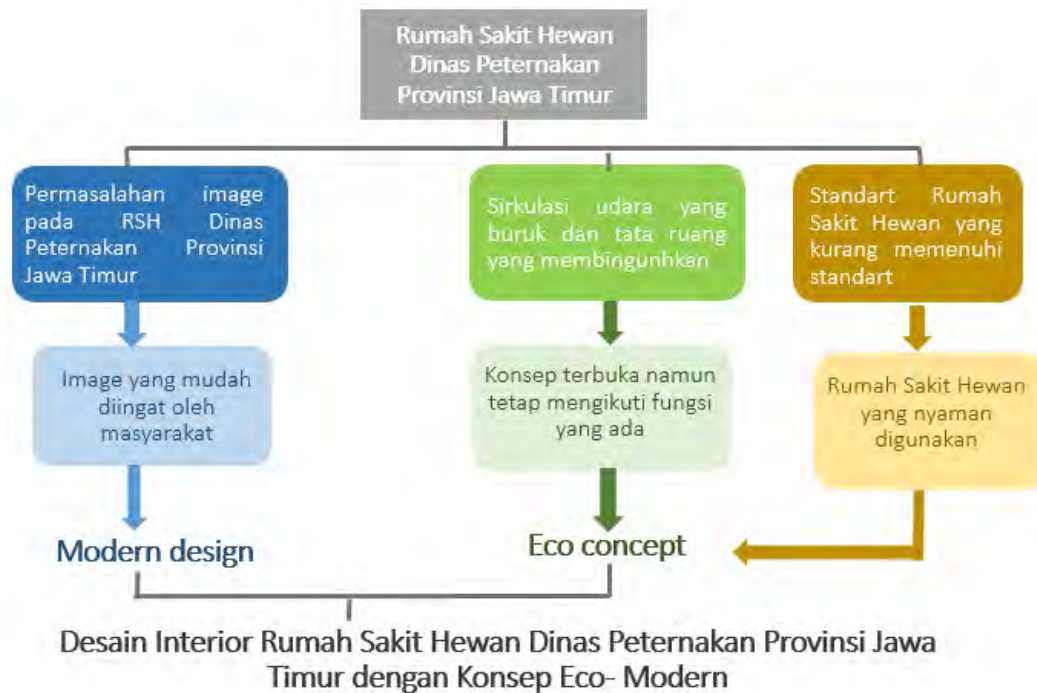 Rumah Sakit Hewan
Dinas Peternakan
Provinsi Jawa Timur
Permasalahan image
pada RSH Dinas
Peternakan Provinsi
Jawa Timur
Sirkulasi udara yang
buruk dan tata ruang
yang membingunhkan
Standart Rumah
Sakit Hewan yang
kurang memenuhi
standart
Image yang mudah
diingat oleh
masyarakat
Konsep terbuka namun
tetap mengikuti fungsi
yang ada
Rumah Sakit Hewan
yang nyaman
digunakan
Modern design
Eco concept
Desain Interior Rumah Sakit Hewan Dinas Peternakan Provinsi Jawa
Timur dengan Konsep Eco- Modern